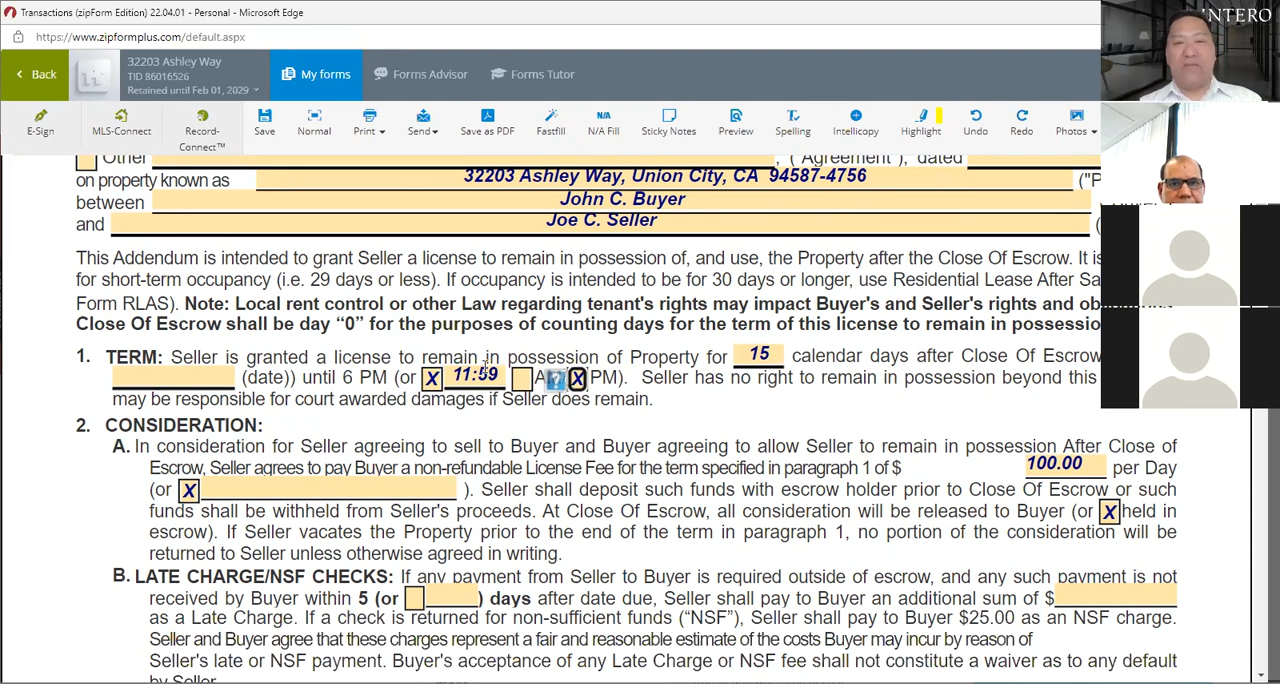 Transactions (zipForm Edition) 22.04.01 - Personal - Microsoft Edge
https://www.zipformplus.com/default.aspx
INTERO
Back
32203 Ashley Way
TID 86016526
Retained until Feb 01, 2029
My forms
Forms Advisor
Forms Tutor
E-Sign
MLS-Connect
Record-Connect™
Save
Normal
Print
Send
Save as PDF
N/A
Fastfill
N/A Fill
Sticky Notes
Preview
Spelling
Intellicopy
Highlight
Undo
Redo
Photos
Other , ("Agreement"), dated
on property known as 32203 Ashley Way, Union City, CA 94587-4756 ("P
between John C. Buyer
and Joe C. Seller (
This Addendum is intended to grant Seller a license to remain in possession of, and use, the Property after the Close Of Escrow. It is
for short-term occupancy (i.e. 29 days or less). If occupancy is intended to be for 30 days or longer, use Residential Lease After Sa
Form RLAS). Note: Local rent control or other Law regarding tenant's rights may impact Buyer's and Seller's rights and
Close Of Escrow shall be day “0” for the purposes of counting days for the term of this license to remain in possessio
1. TERM: Seller is granted a license to remain in possession of Property for 15 calendar days after Close Of Escrow
(date)) until 6 PM (or X 11:59 A X PM). Seller has no right to remain in possession beyond this
may be responsible for court awarded damages if Seller does remain.
2. CONSIDERATION:
A. In consideration for Seller agreeing to sell to Buyer and Buyer agreeing to allow Seller to remain in possession After Close of
Escrow, Seller agrees to pay Buyer a non-refundable License Fee for the term specified in paragraph 1 of $ 100.00 per Day
(or X ). Seller shall deposit such funds with escrow holder prior to Close Of Escrow or such
funds shall be withheld from Seller's proceeds. At Close Of Escrow, all consideration will be released to Buyer (or X held in
escrow). If Seller vacates the Property prior to the end of the term in paragraph 1, no portion of the consideration will be
returned to Seller unless otherwise agreed in writing.
B. LATE CHARGE/NSF CHECKS: If any payment from Seller to Buyer is required outside of escrow, and any such payment is not
received by Buyer within 5 (or ) days after date due, Seller shall pay to Buyer an additional sum of $
as a Late Charge. If a check is returned for non-sufficient funds (“NSF”), Seller shall pay to Buyer $25.00 as an NSF charge.
Seller and Buyer agree that these charges represent a fair and reasonable estimate of the costs Buyer may incur by reason of
Seller's late or NSF payment. Buyer's acceptance of any Late Charge or NSF fee shall not constitute a waiver as to any default
by Seller.